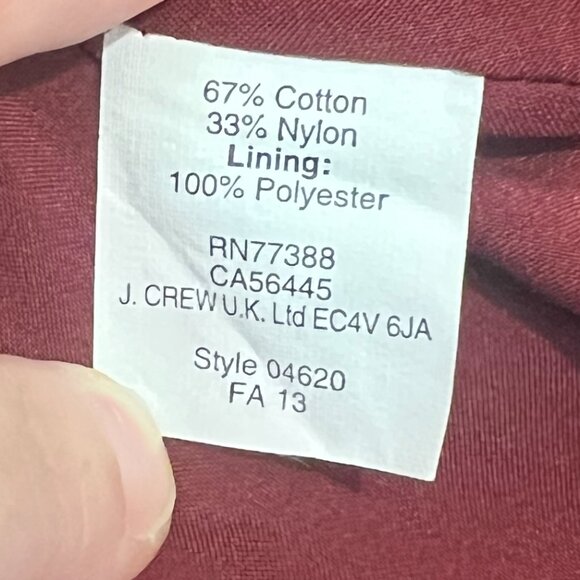 67% Cotton
33% Nylon
Lining:
100% Polyester
RN77388
CA56445
J. CREW U.K. Ltd EC4V 6JA
Style 04620
FA 13